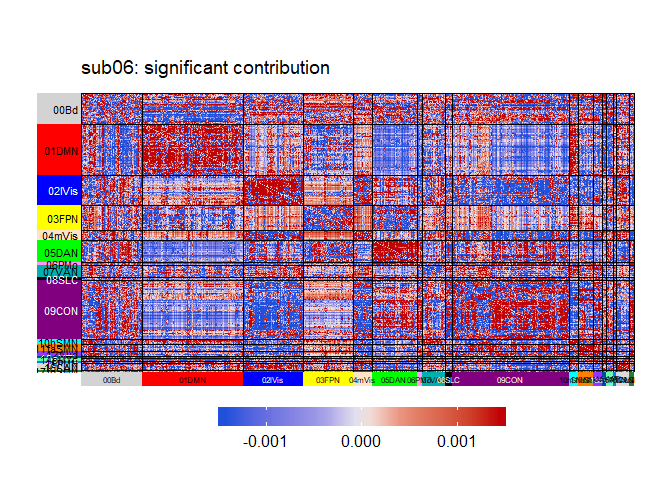 sub06: significant contribution
00Bd
01DMN
02lVis
03FPN
04mVis
05DAN
07VAN
08SLC
09CON
00Bd
01DMN
02lVis
03FPN
04mVis
05DAN
08SLC
09CON
-0.001
0.000
0.001